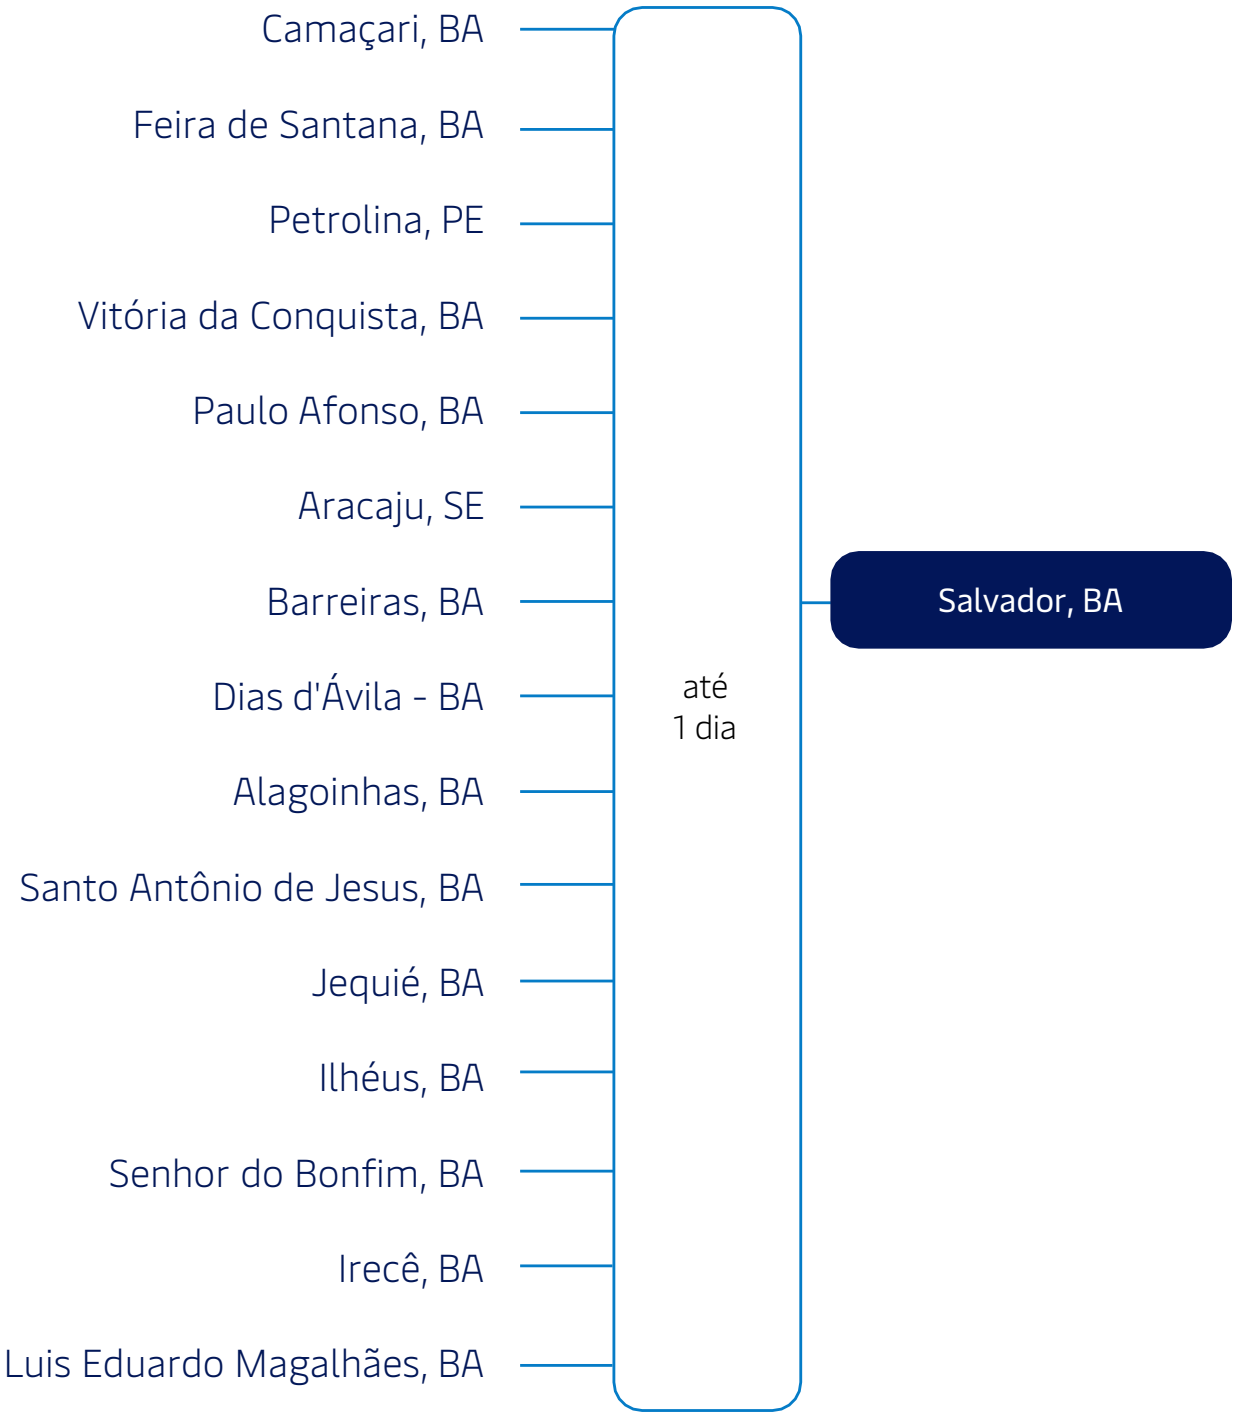 Camaçari, BA
Feira de Santana, BA
Petrolina, PE
Vitória da Conquista, BA
Paulo Afonso, BA
Aracaju, SE
Barreiras, BA
Dias d'Ávila - BA
Alagoinhas, BA
Santo Antônio de Jesus, BA
Jequié, BA
Ilhéus, BA
Senhor do Bonfim, BA
Irecê, BA
Luis Eduardo Magalhães, BA
até
1 dia
Salvador, BA